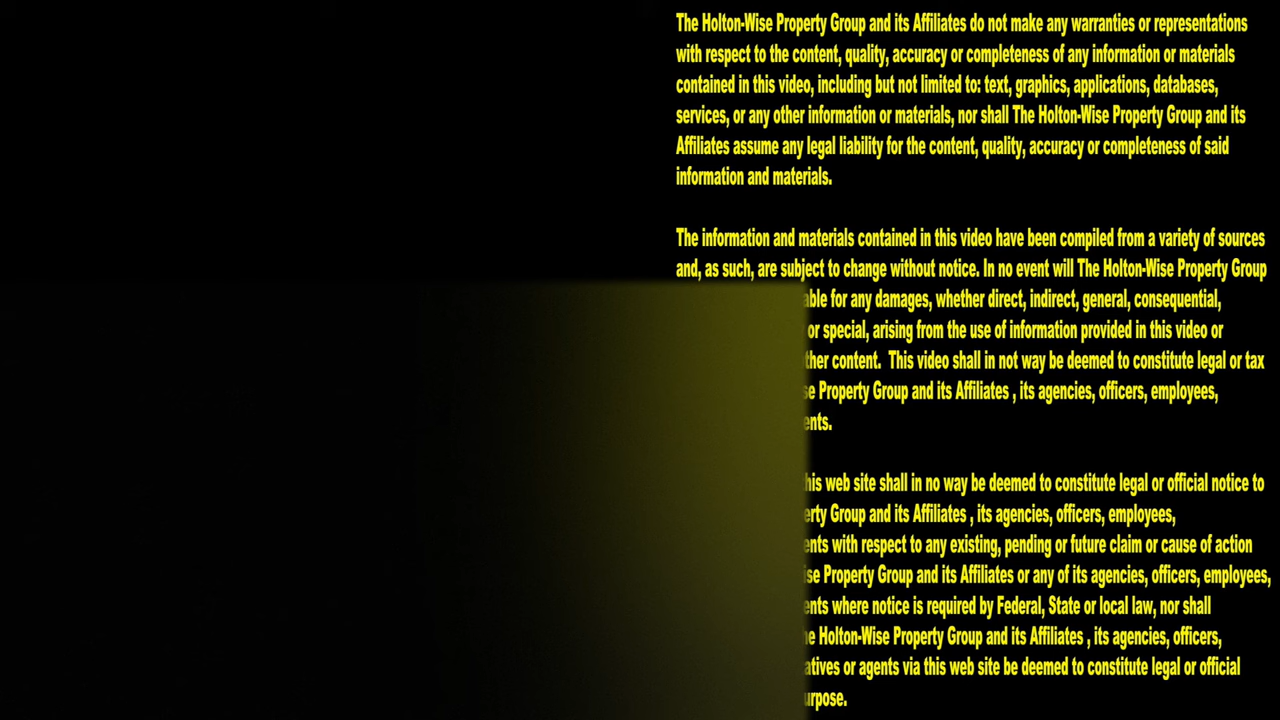 The Holton-Wise Property Group and its Affiliates do not make any warranties or representations
with respect to the content, quality, accuracy or completeness of any information or materials
contained in this video, including but not limited to: text, graphics, applications, databases,
services, or any other information or materials, nor shall The Holton-Wise Property Group and its
Affiliates assume any legal liability for the content, quality, accuracy or completeness of said
information and materials.
The information and materials contained in this video have been compiled from a variety of sources
and, as such, are subject to change without notice. In no event will The Holton-Wise Property Group
for any damages, whether direct, indirect, general, consequential,
or special, arising from the use of information provided in this video or
content. This video shall in not way be deemed to constitute legal or tax
Property Group and its Affiliates , its agencies, officers, employees,
web site shall in no way be deemed to constitute legal or official notice to
Group and its Affiliates , its agencies, officers, employees,
with respect to any existing, pending or future claim or cause of action
Property Group and its Affiliates or any of its agencies, officers, employees,
where notice is required by Federal, State or local law, nor shall
Holton-Wise Property Group and its Affiliates , its agencies, officers,
or agents via this web site be deemed to constitute legal or official